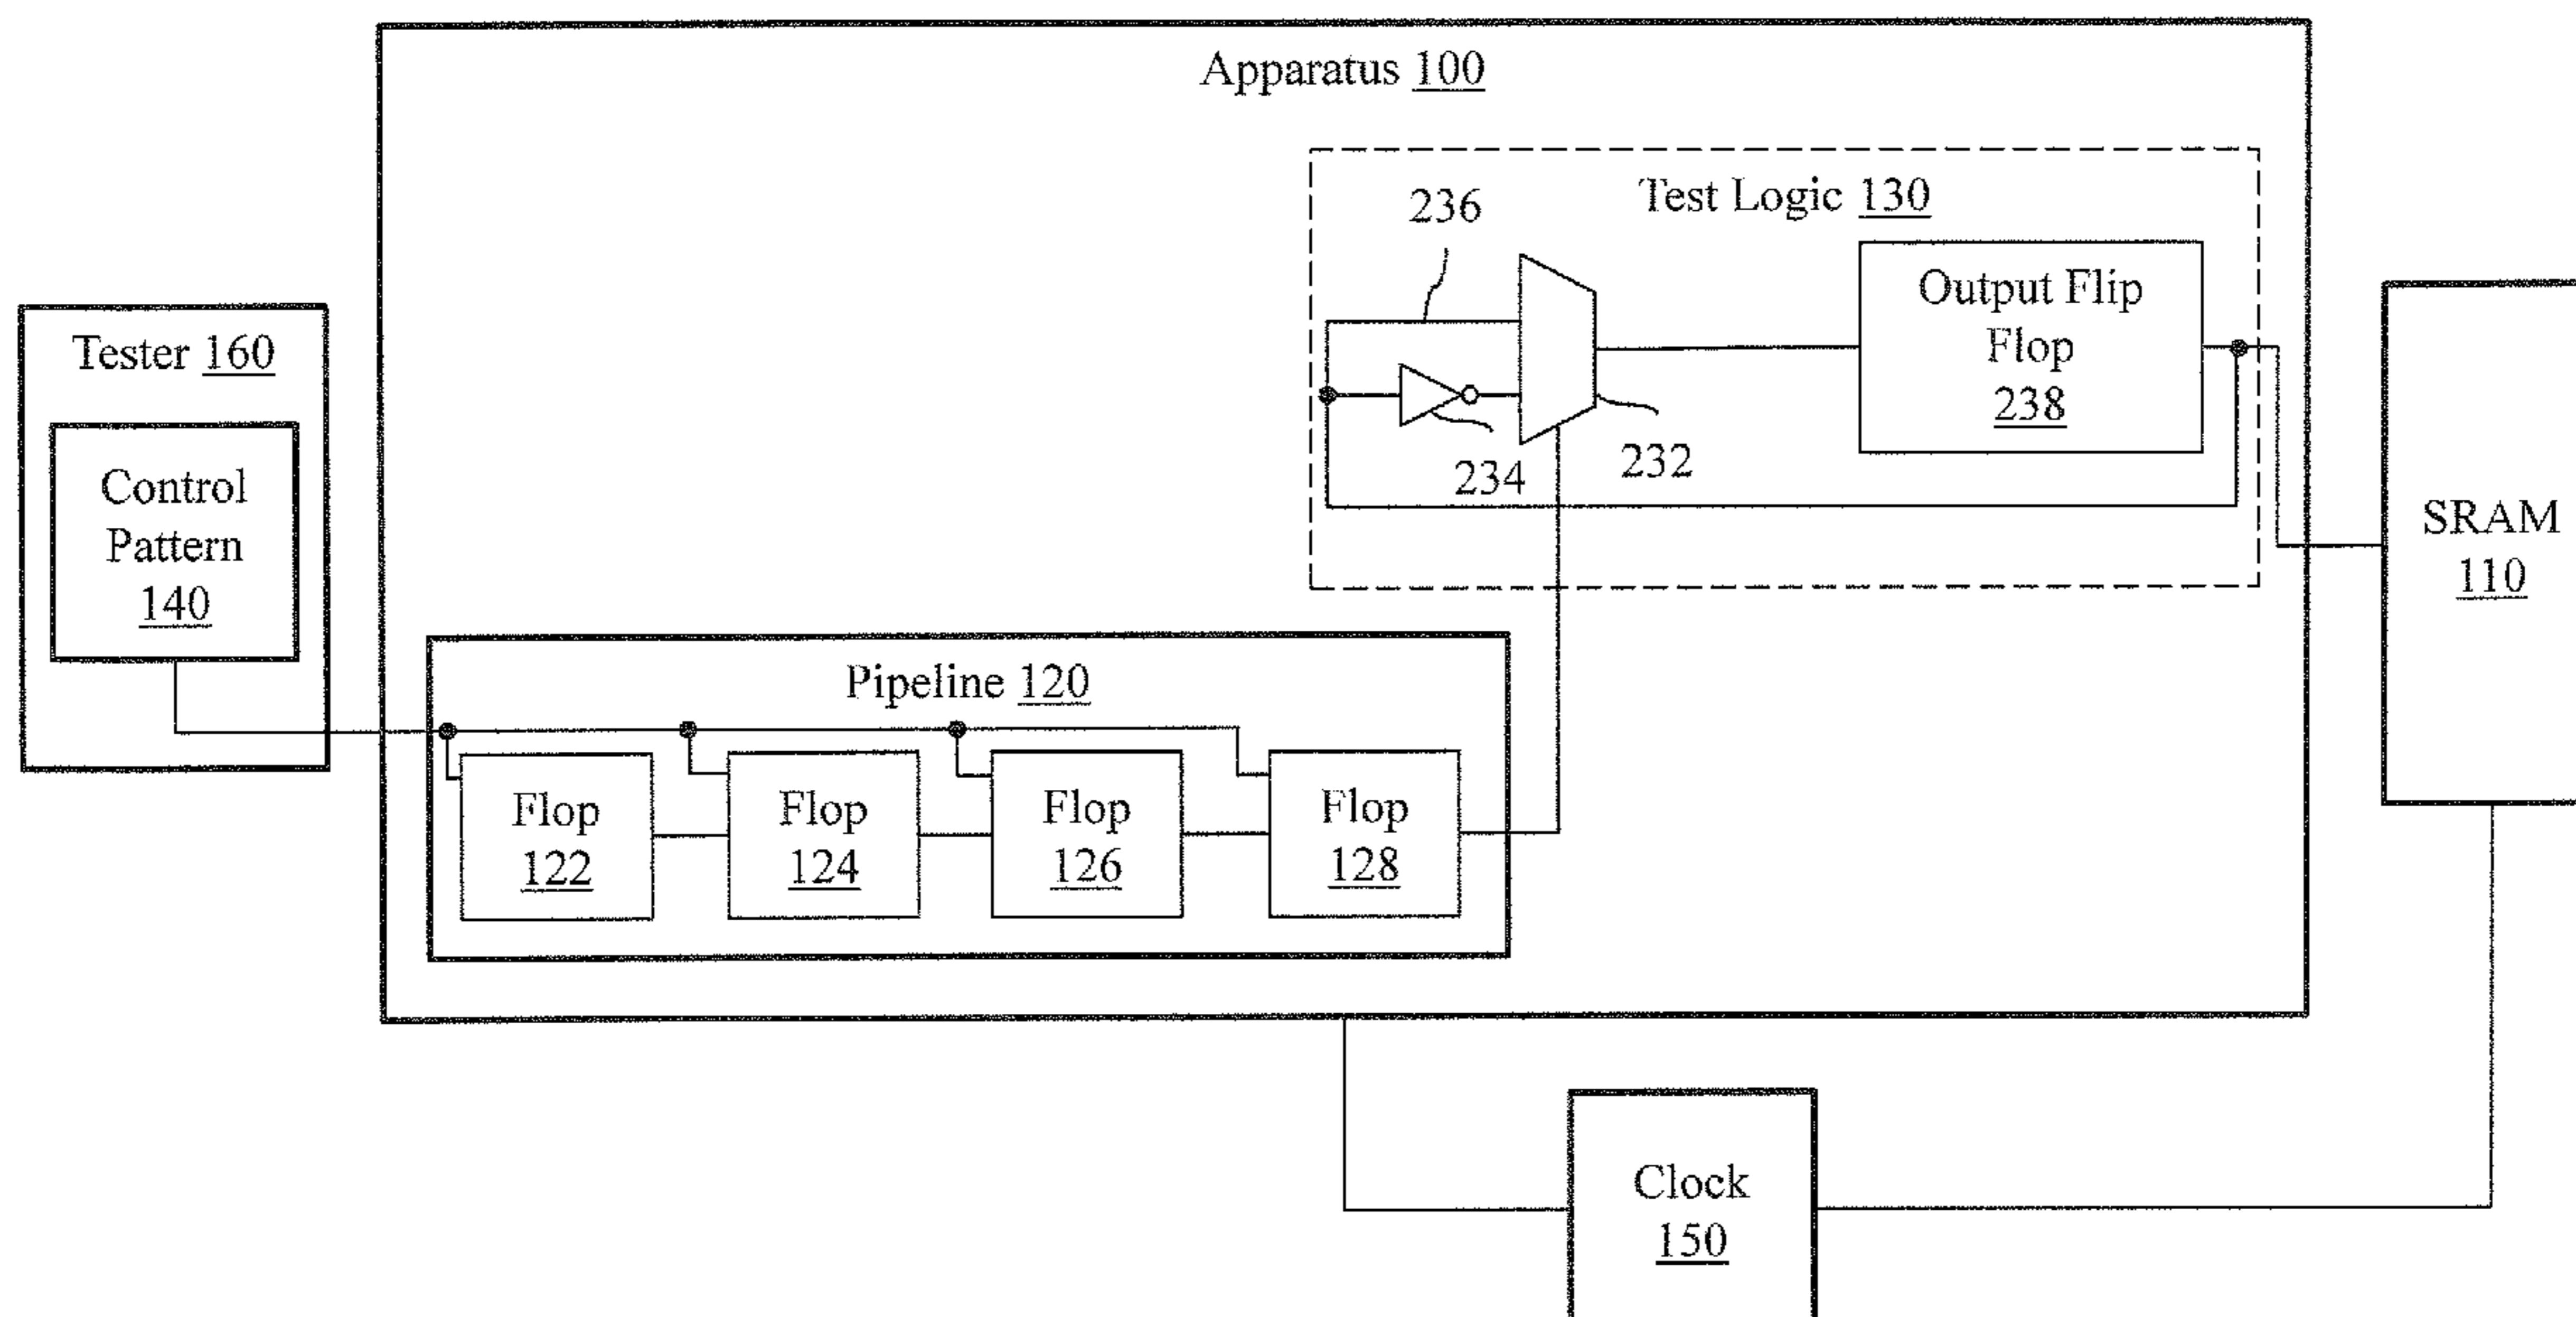 Apparatus 100
Test Logic 130
236
Output Flip
Flop
238
234
232
Tester 160
Control
Pattern
140
SRAM
110
Pipeline 120
Flop
122
Flop
124
Flop
126
Flop
128
Clock
150